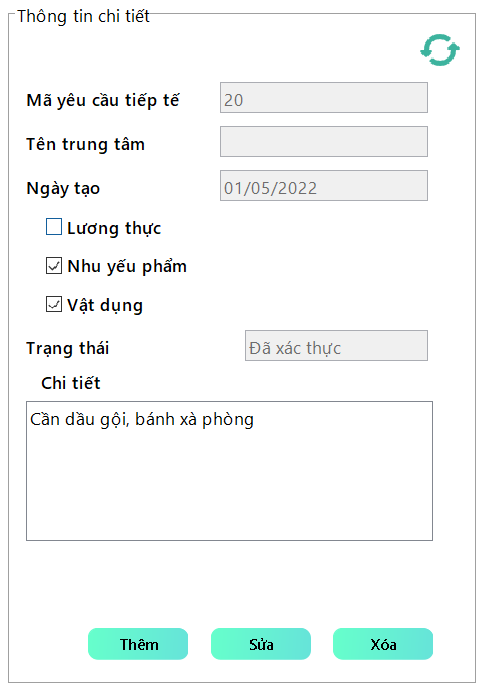 Thông tin chi tiết
Mã yêu cầu tiếp tế 20
Tên trung tâm
Ngày tạo 01/05/2022
Lương thực
Nhu yếu phẩm
Vật dụng
Trạng thái Đã xác thực
Chi tiết
Cần dầu gội, bánh xà phòng
Thêm Sửa Xóa